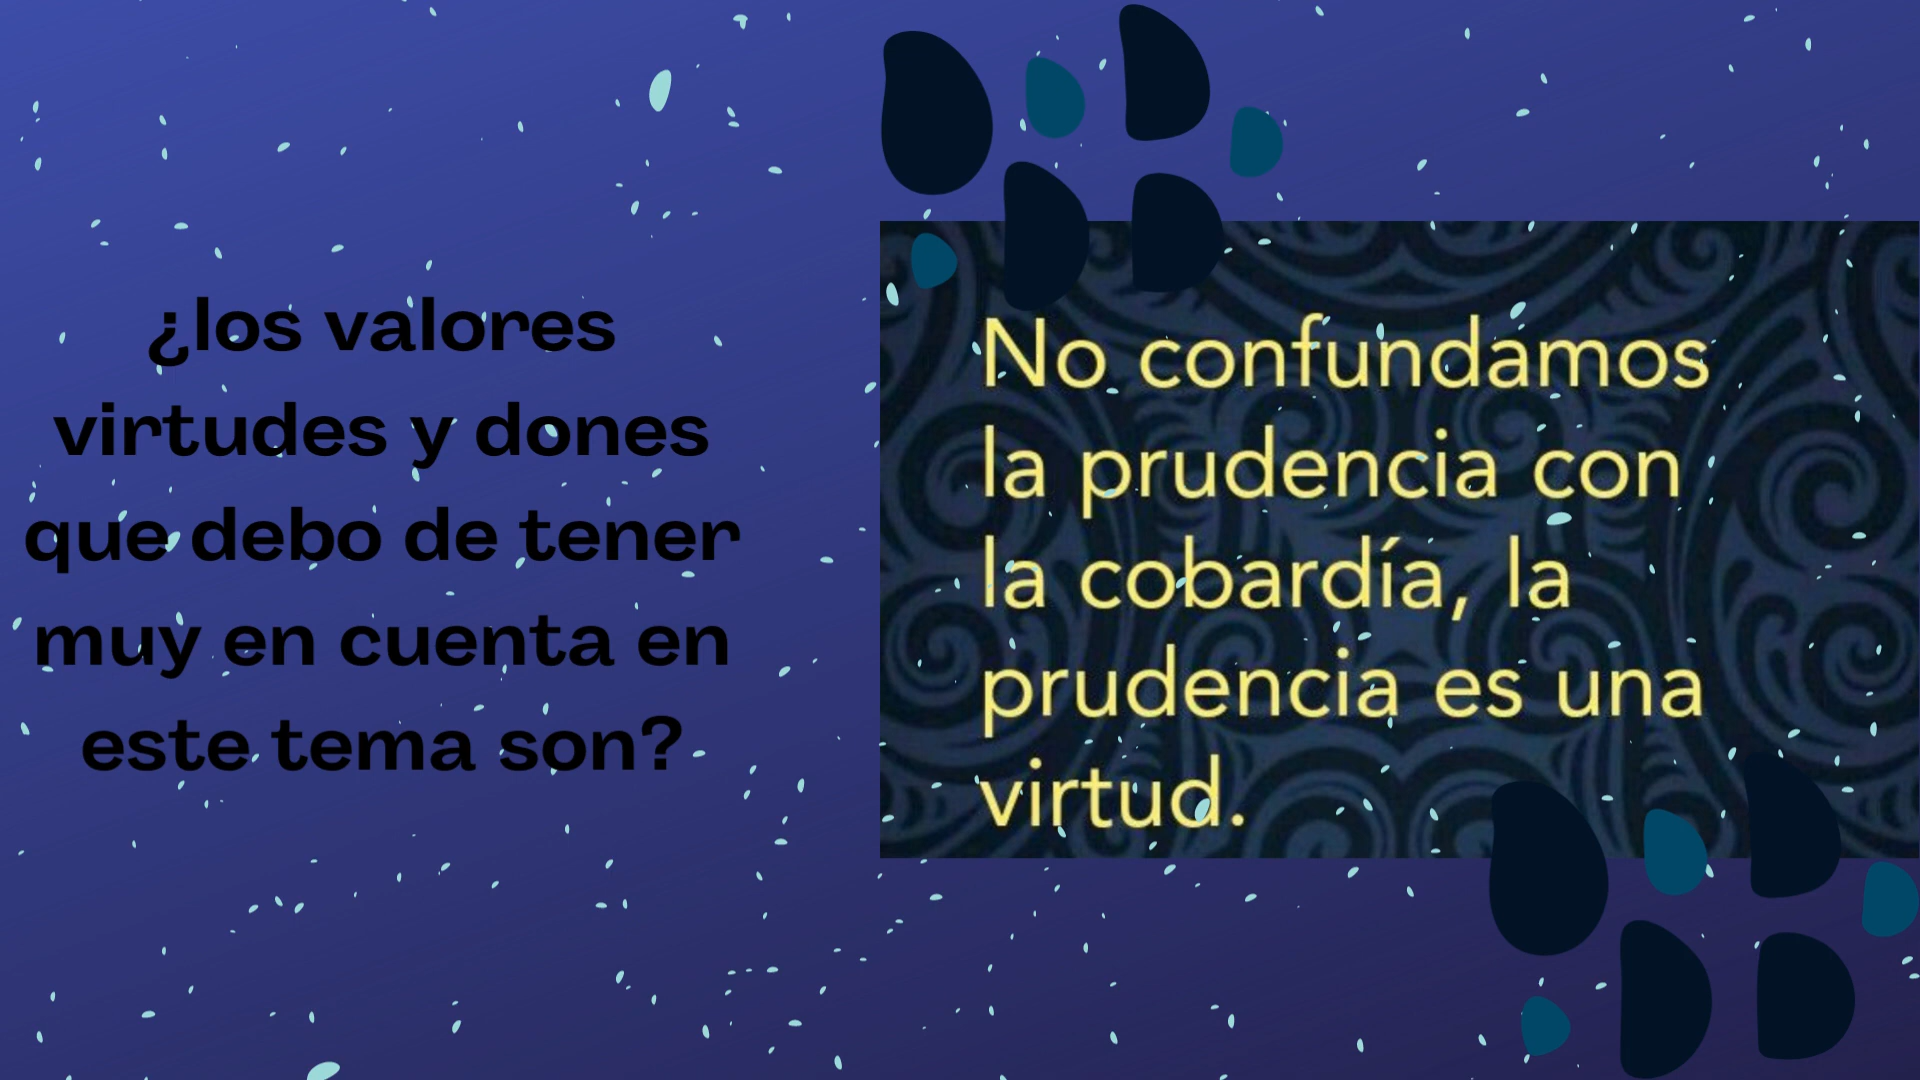 ¿los valores
virtudes y dones
que debo de tener
muy en cuenta en
este tema son?
No confundamos
la prudencia con
la cobardía, la
prudencia es una
virtud.